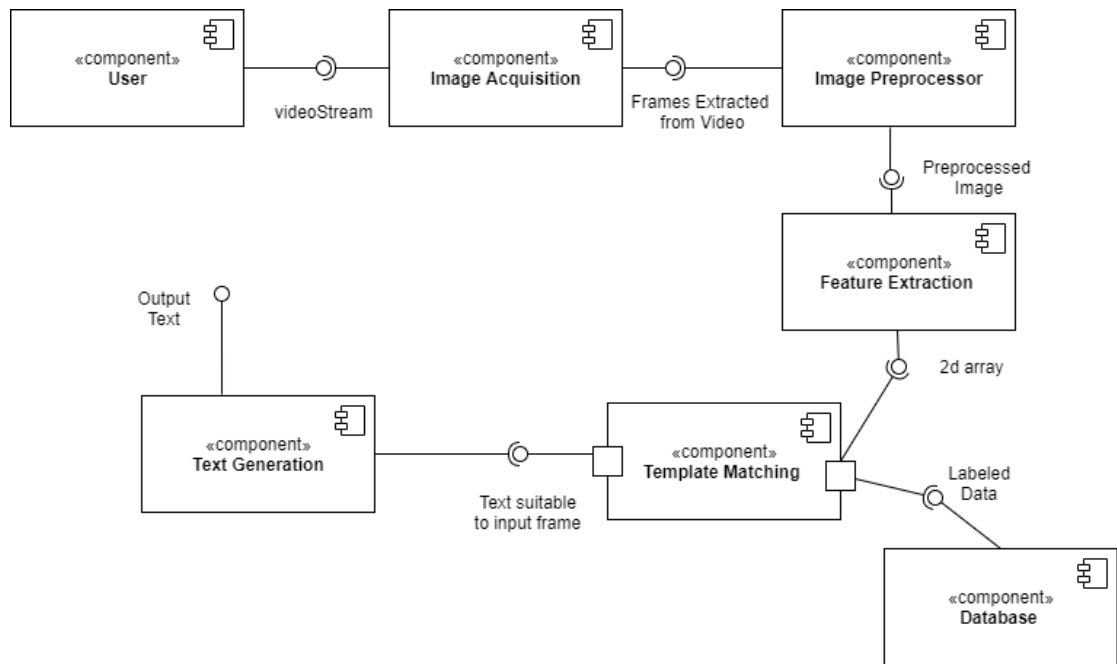 «component»
User
videoStream
«component»
Image Acquisition
Frames Extracted
from Video
«component»
Image Preprocessor
Preprocessed
Image
«component»
Feature Extraction
2d array
Output
Text
«component»
Text Generation
Text suitable
to input frame
«component»
Template Matching
Labeled
Data
«component»
Database